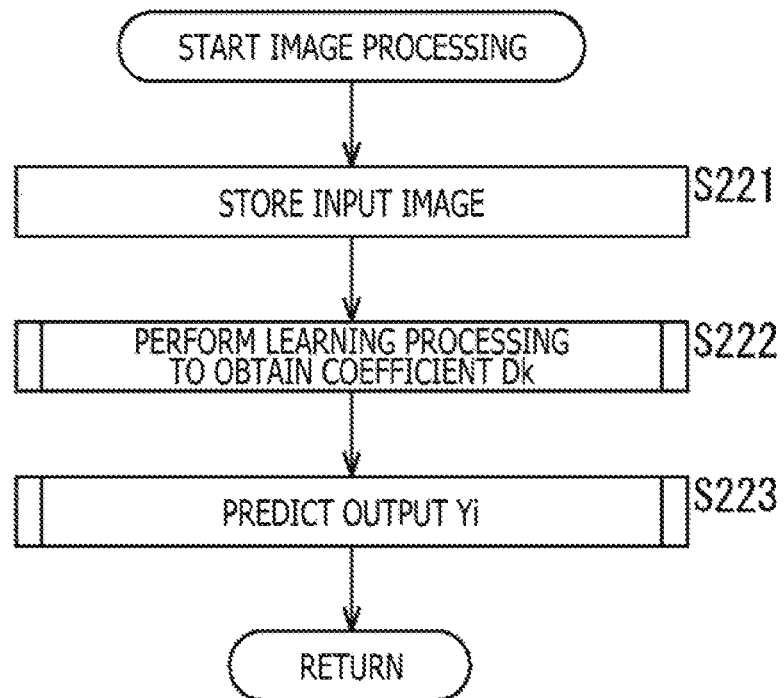 START IMAGE PROCESSING
STORE INPUT IMAGE
S221
PERFORM LEARNING PROCESSING
TO OBTAIN COEFFICIENT Dk
S222
PREDICT OUTPUT Yi
S223
RETURN